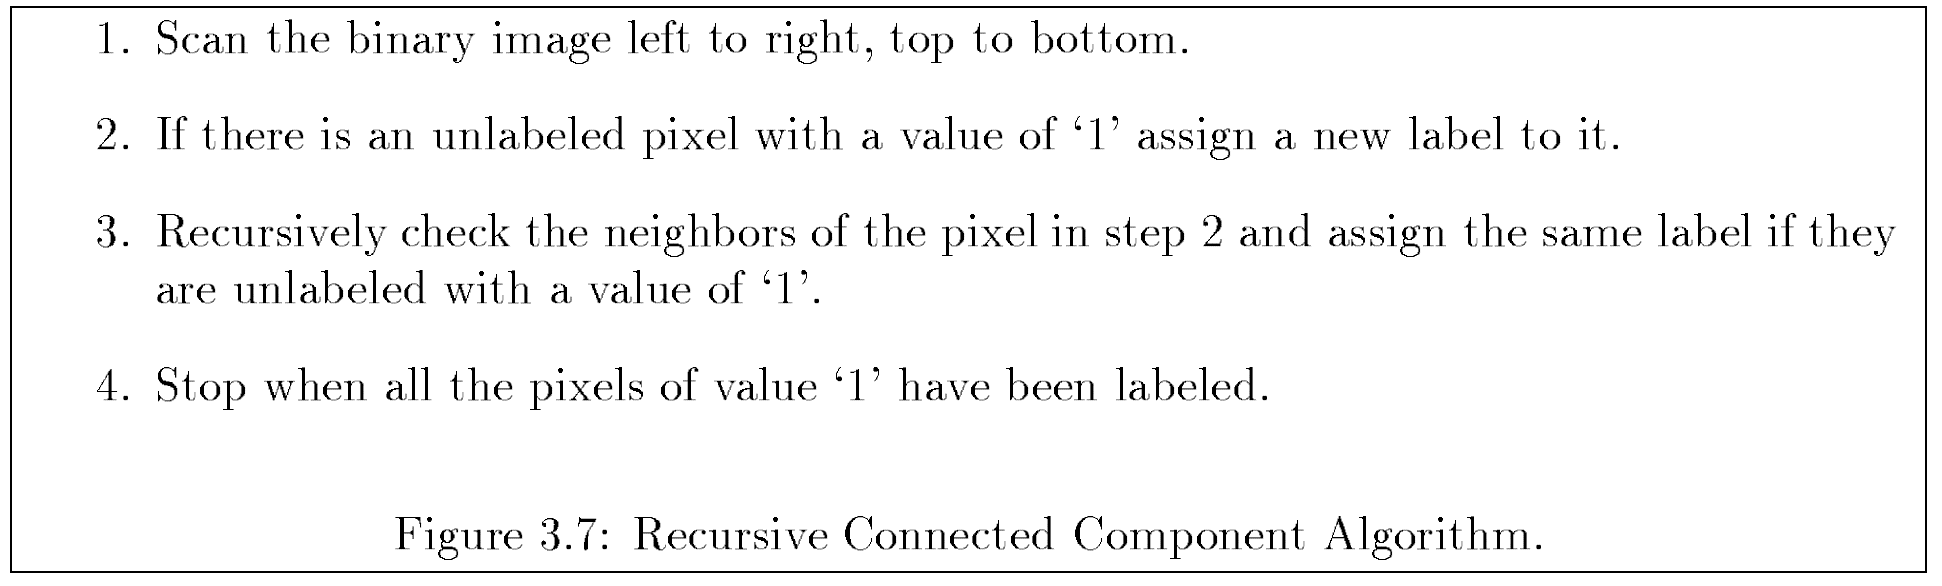 1. Scan the binary image left to right, top to bottom.
2. If there is an unlabeled pixel with a value of ‘1’ assign a new label to it.
3. Recursively check the neighbors of the pixel in step 2 and assign the same label if they
are unlabeled with a value of ‘1’.
4. Stop when all the pixels of value ‘1’ have been labeled.
Figure 3.7: Recursive Connected Component Algorithm.